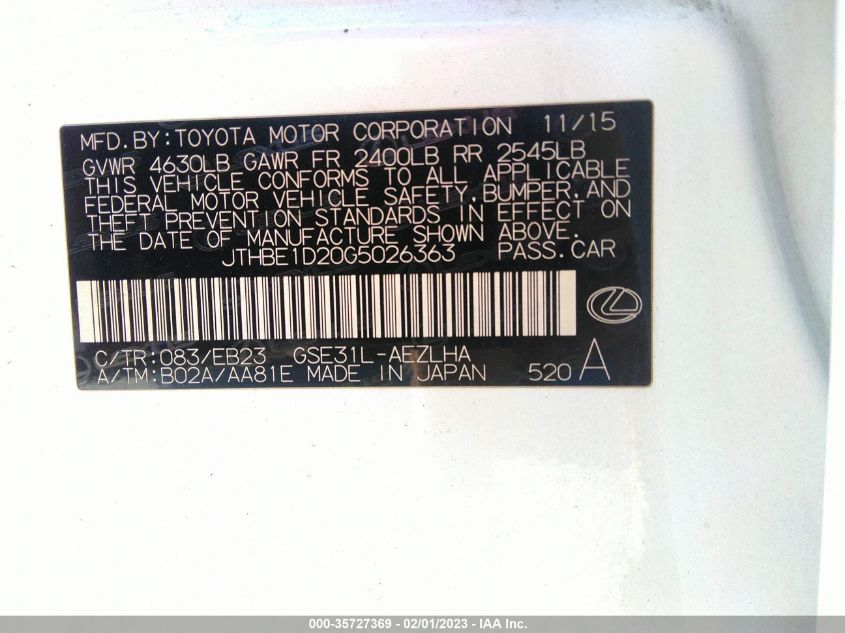 MFD.BY:TOYOTA MOTOR CORPORATION 11/15
GVWR 4630LB GAWR FR 2400LB RR 2545LB
THIS VEHICLE CONFORMS TO ALL APPLICABLE
FEDERAL MOTOR VEHICLE SAFETY,BUMPER,AND
THEFT PREVENTION STANDARDS IN EFFECT ON
THE DATE OF MANUFACTURE SHOWN ABOVE.
JTHBE1D20G5026363 PASS.CAR
C/TR:083/EB23 GSE31L-AEZLHA
A/TM:B02A/AA81E MADE IN JAPAN 520 A
000-35727369 - 02/01/2023 - IAA Inc.